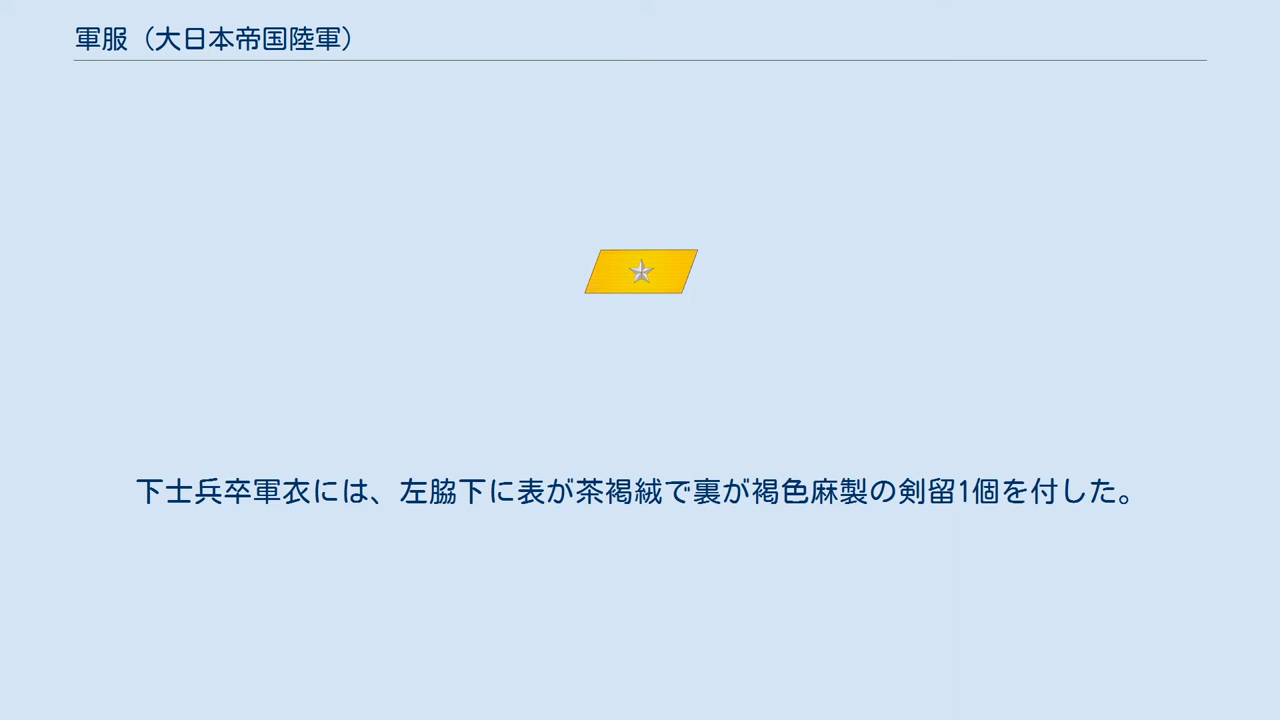 軍服（大日本帝国陸軍）
下士兵卒軍衣には、左脇下に表が茶褐絨で裏が褐色麻製の剣留1個を付した。